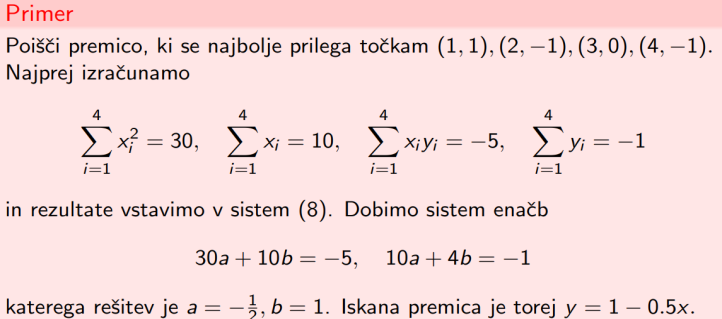 Primer
Poišči premico, ki se najbolje prilega točkam (1, 1), (2, −1), (3, 0), (4, −1).
Najprej izračunamo
$\sum_{i=1}^{4} x_i^2 = 30, \quad \sum_{i=1}^{4} x_i = 10, \quad \sum_{i=1}^{4} x_i y_i = -5, \quad \sum_{i=1}^{4} y_i = -1$
in rezultate vstavimo v sistem (8). Dobimo sistem enačb
30a + 10b = −5, 10a + 4b = −1
katerega rešitev je $a = -\frac{1}{2}, b = 1$. Iskana premica je torej y = 1 − 0.5x.